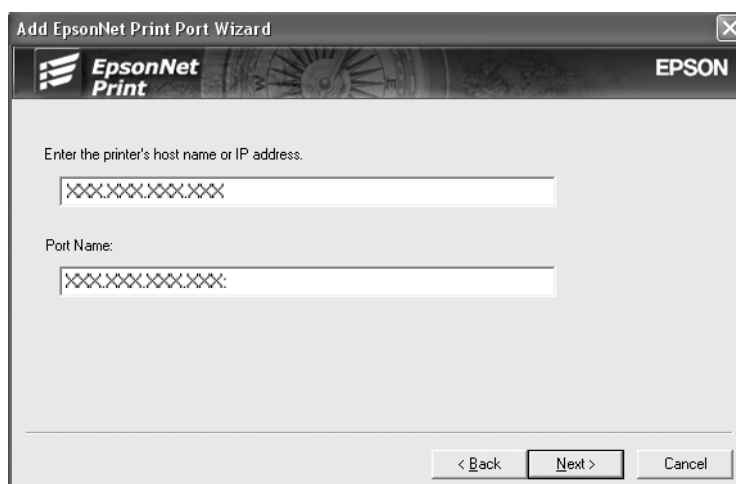 Add EpsonNet Print Port Wizard
EpsonNet
Print
EPSON
Enter the printer's host name or IP address.
XXX.XXX.XXX.XXX
Port Name:
XXX.XXX.XXX.XXX:
< Back
Next >
Cancel